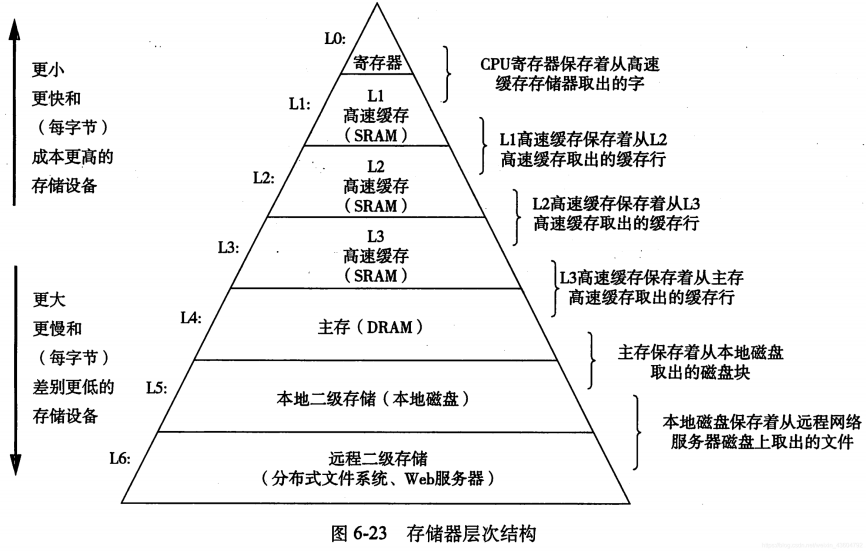 L0:
寄存器
CPU寄存器保存着从高速
缓存存储器取出的字
更小
更快和
（每字节）
成本更高的
存储设备
L1:
L1
高速缓存
（SRAM）
L1高速缓存保存着从L2
高速缓存取出的缓存行
L2:
L2
高速缓存
（SRAM）
L2高速缓存保存着从L3
高速缓存取出的缓存行
L3:
L3
高速缓存
（SRAM）
L3高速缓存保存着从主存
高速缓存取出的缓存行
更大
更慢和
（每字节）
差别更低的
存储设备
L4:
主存（DRAM）
主存保存着从本地磁盘
取出的磁盘块
L5:
本地二级存储（本地磁盘）
本地磁盘保存着从远程网络
服务器磁盘上取出的文件
L6:
远程二级存储
（分布式文件系统、Web服务器）
图 6-23 存储器层次结构